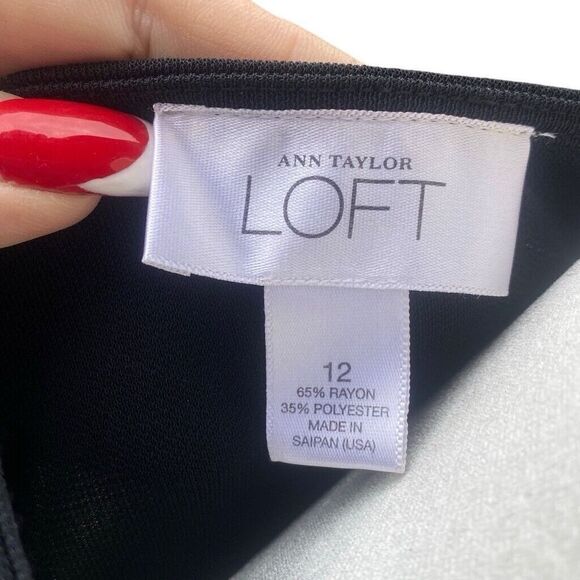 ANN TAYLOR
LOFT
12
65% RAYON
35% POLYESTER
MADE IN
SAIPAN (USA)